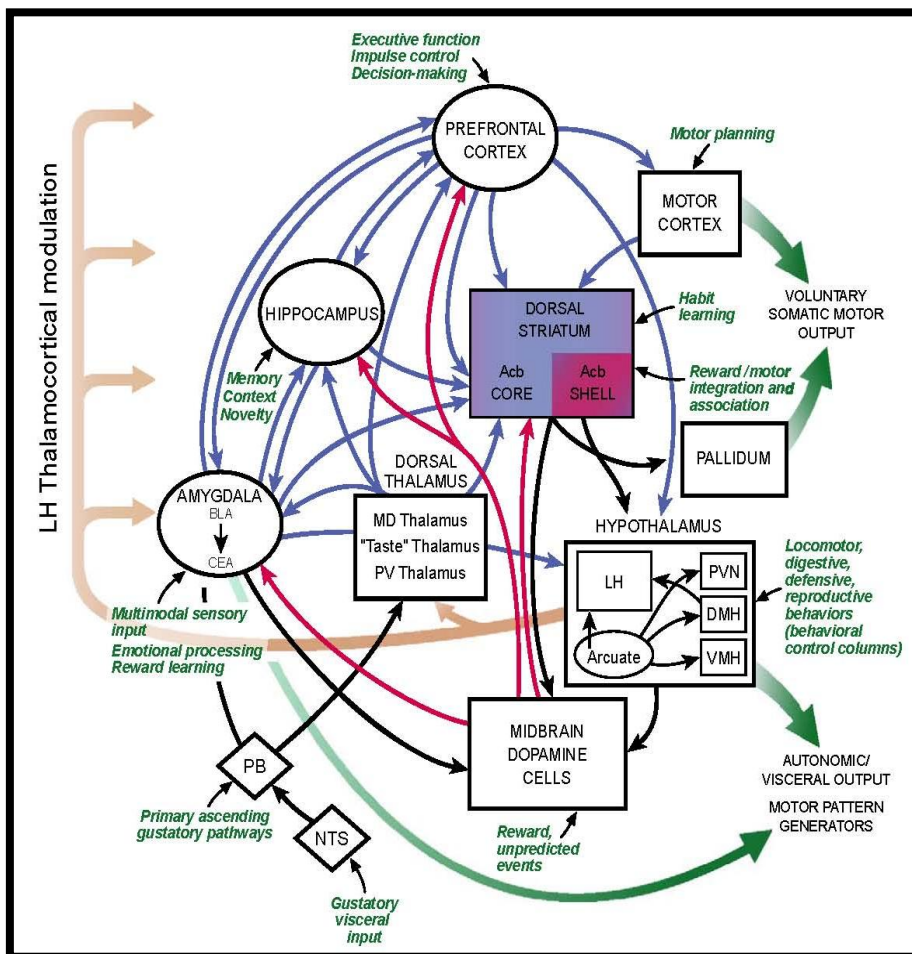 Executive function
Impulse control
Decision-making
PREFRONTAL
CORTEX
Motor planning
MOTOR
CORTEX
LH Thalamocortical modulation
HIPPOCAMPUS
DORSAL
STRIATUM
Habit
learning
VOLUNTARY
SOMATIC MOTOR
OUTPUT
Memory
Context
Novelty
Acb
CORE
Acb
SHELL
Reward/motor
integration and
association
PALLIDUM
DORSAL
THALAMUS
AMYGDALA
BLA
CEA
MD Thalamus
"Taste" Thalamus
PV Thalamus
HYPOTHALAMUS
LH
PVN
DMH
Arcuate
VMH
Locomotor,
digestive,
defensive,
reproductive
behaviors
(behavioral
control columns)
Multimodal sensory
input
Emotional processing
Reward learning
MIDBRAIN
DOPAMINE
CELLS
PB
Primary ascending
gustatory pathways
NTS
Reward,
unpredicted
events
AUTONOMIC/
VISCERAL OUTPUT
MOTOR PATTERN
GENERATORS
Gustatory
visceral
input